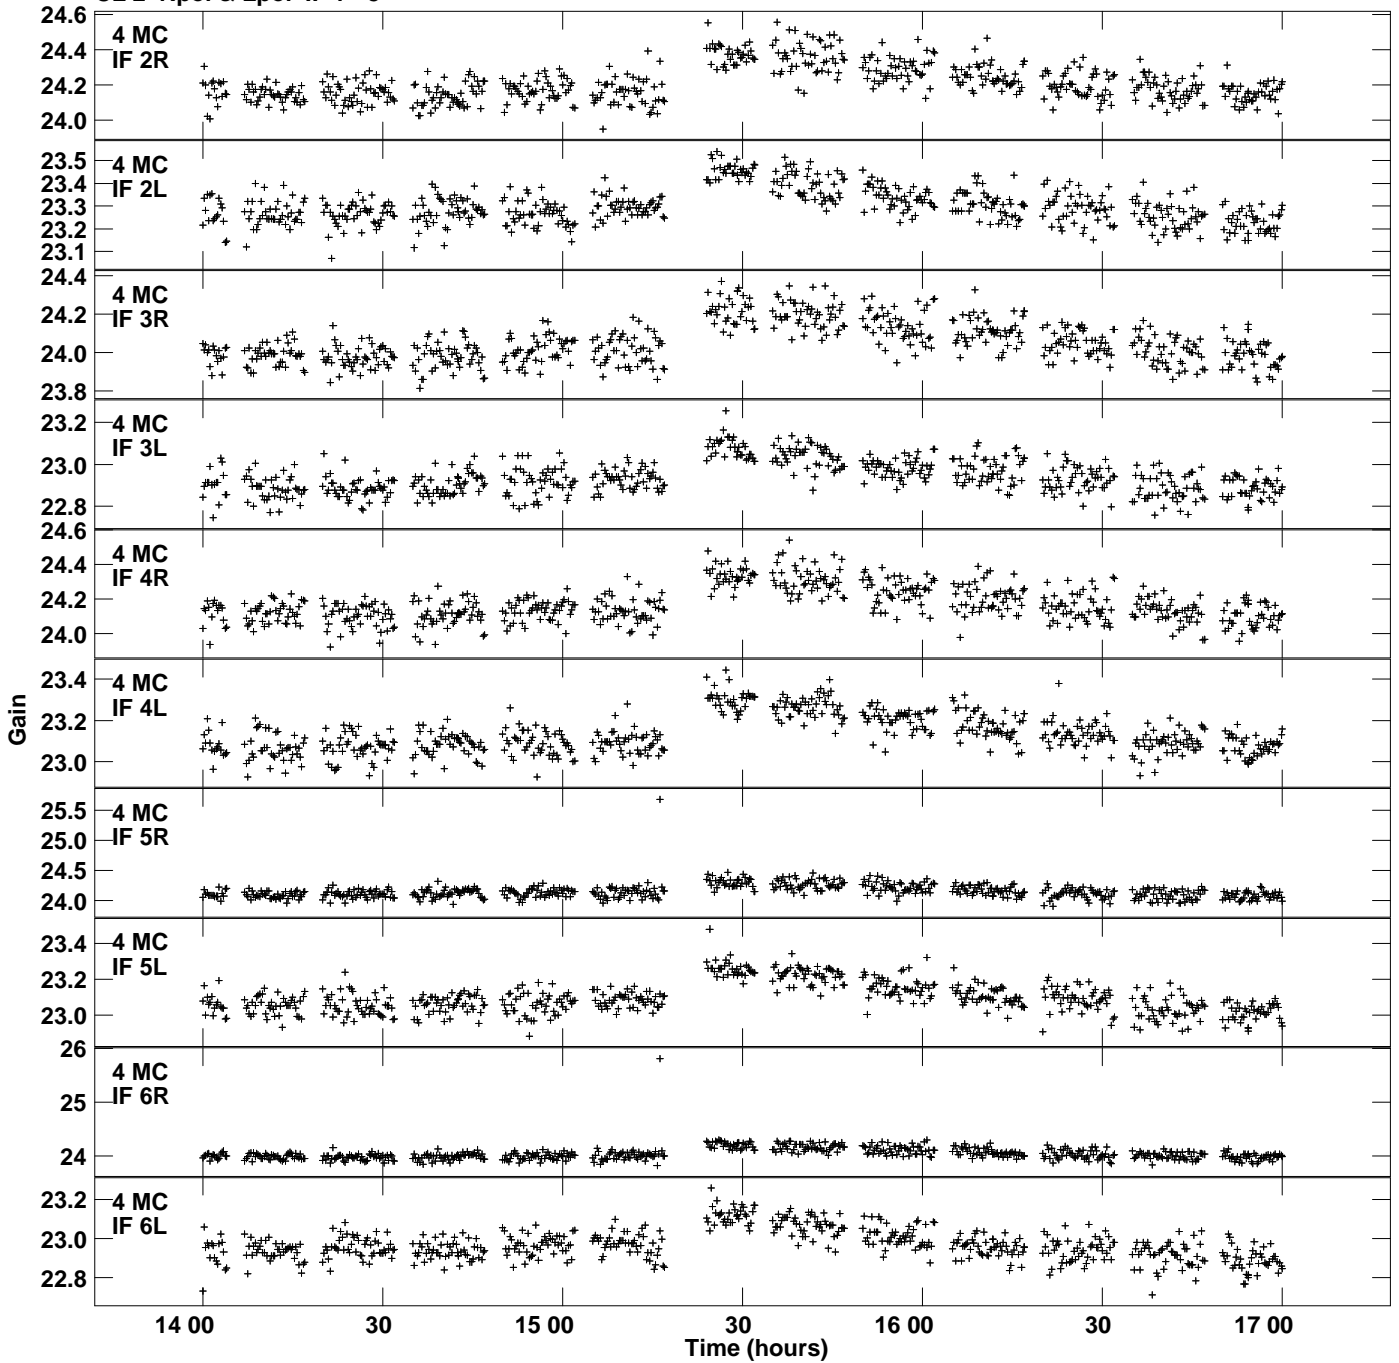 24.6
24.4
24.2
24.0
4 MC
IF 2R
23.5
23.4
23.3
23.2
23.1
4 MC
IF 2L
24.4
24.2
24.0
23.8
4 MC
IF 3R
23.2
23.0
22.8
4 MC
IF 3L
24.6
24.4
24.2
24.0
4 MC
IF 4R
23.4
23.2
23.0
4 MC
IF 4L
25.5
25.0
24.5
24.0
4 MC
IF 5R
23.4
23.2
23.0
4 MC
IF 5L
26
25
24
4 MC
IF 6R
23.2
23.0
22.8
4 MC
IF 6L
Gain
14 00 30 15 00 30 16 00 30 17 00
Time (hours)